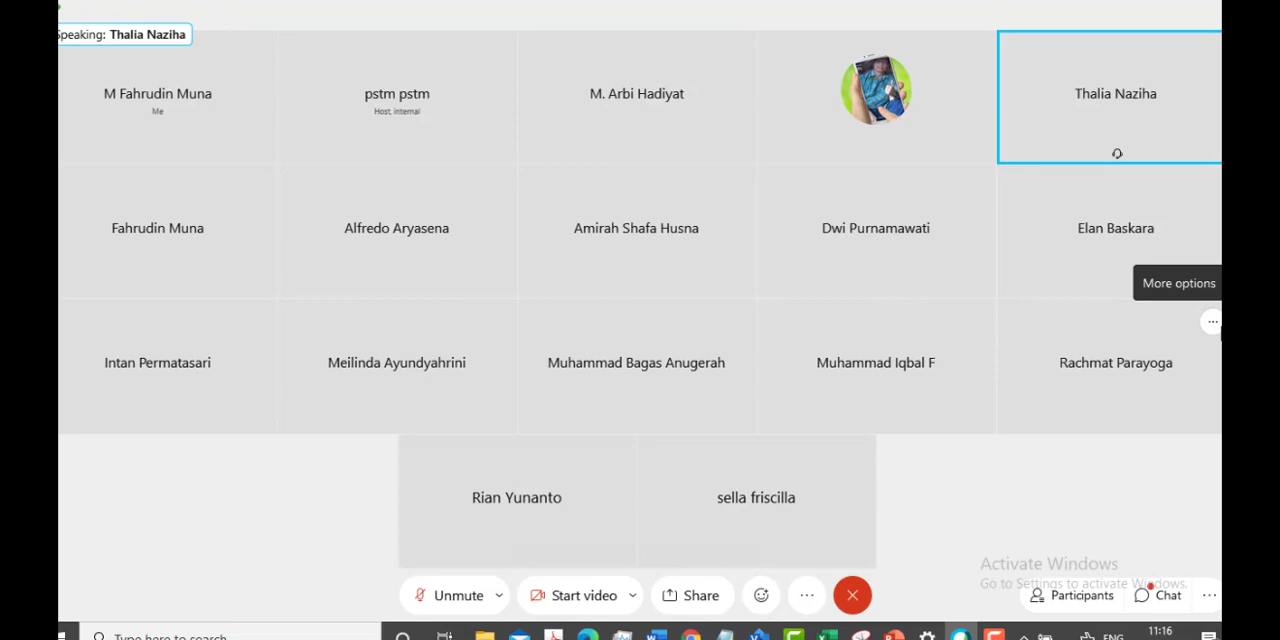 Speaking: Thalia Naziha
M Fahrudin Muna
Me
pstm pstm
Host, internal
M. Arbi Hadiyat
Thalia Naziha
Fahrudin Muna
Alfredo Aryasena
Amirah Shafa Husna
Dwi Purnamawati
Elan Baskara
More options
Intan Permatasari
Meilinda Ayundyahrini
Muhammad Bagas Anugerah
Muhammad Iqbal F
Rachmat Parayoga
Rian Yunanto
sella friscilla
Activate Windows
Go to Settings to activate Windows.
Unmute
Start video
Share
Participants
Chat
Type here to search
ENG
11:16